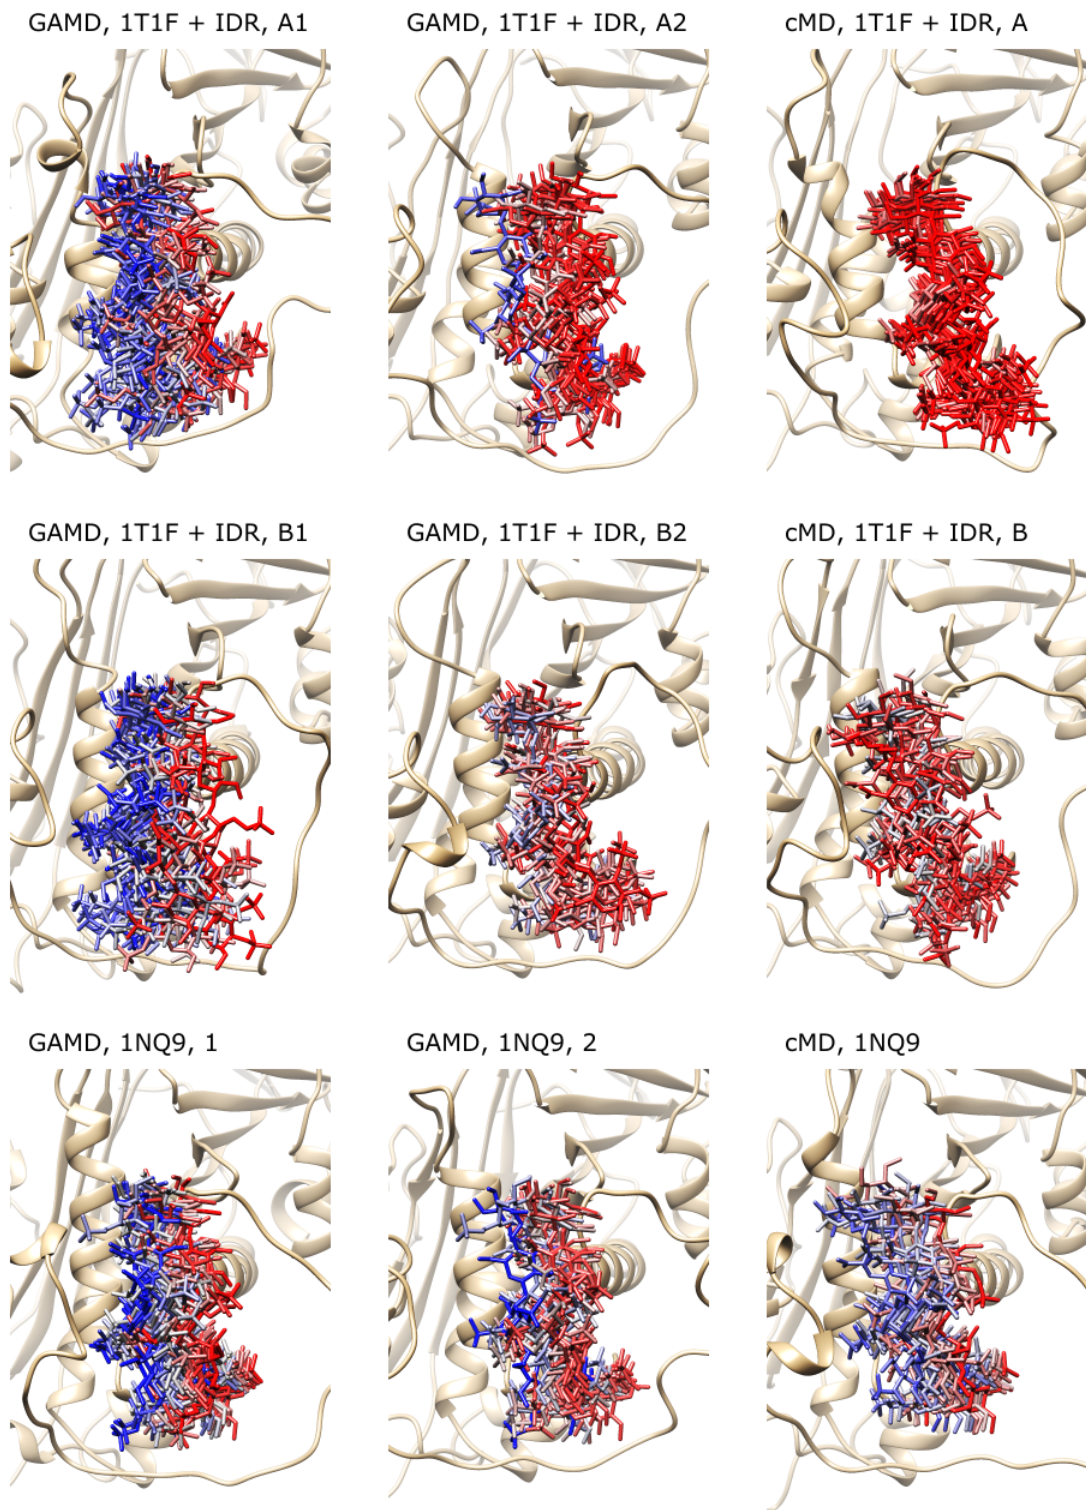 GAMD, 1T1F + IDR, A1
GAMD, 1T1F + IDR, A2
cMD, 1T1F + IDR, A
GAMD, 1T1F + IDR, B1
GAMD, 1T1F + IDR, B2
cMD, 1T1F + IDR, B
GAMD, 1NQ9, 1
GAMD, 1NQ9, 2
cMD, 1NQ9